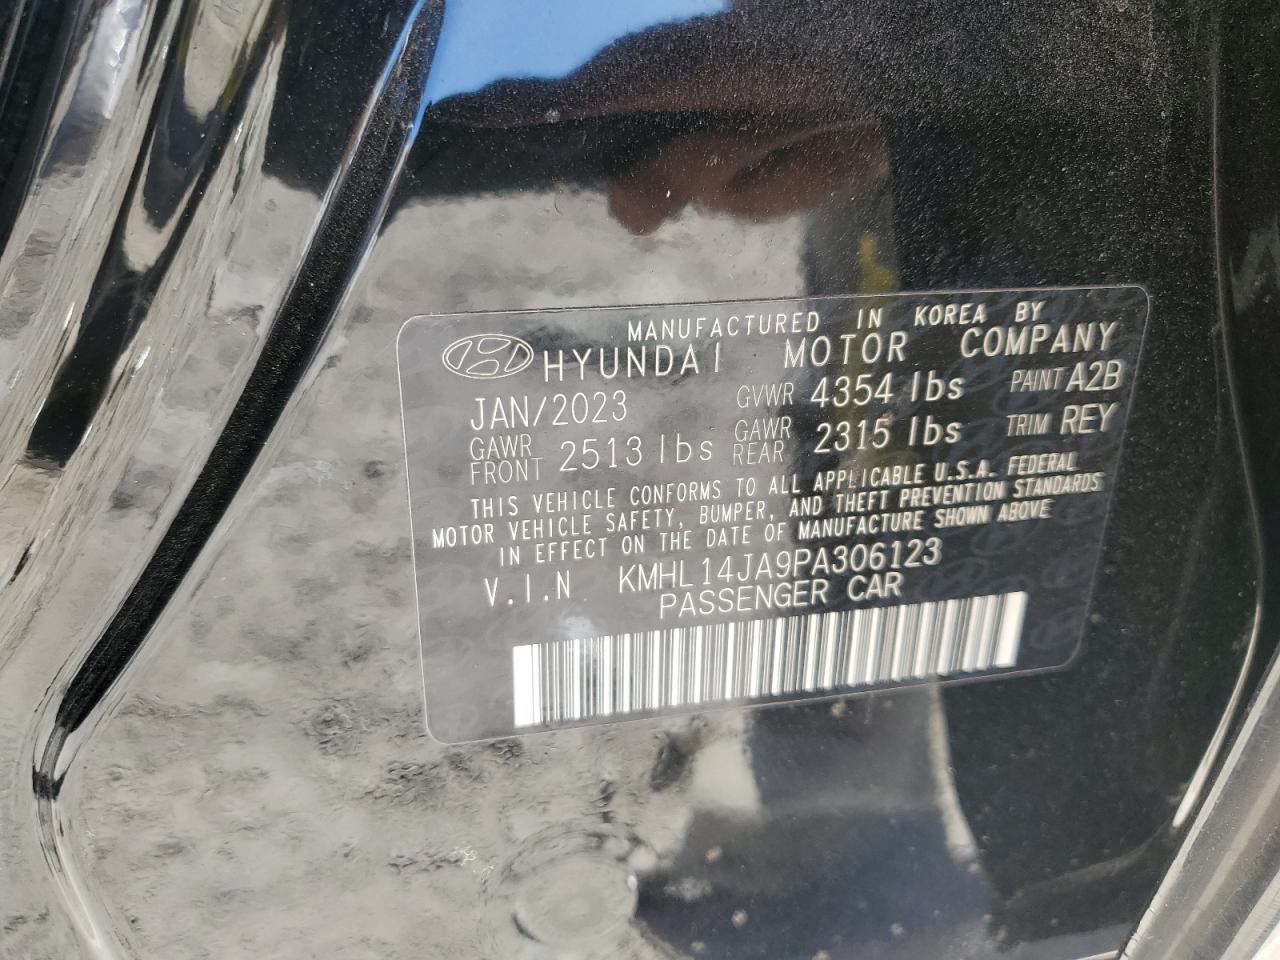 MANUFACTURED IN KOREA BY
HYUNDAI MOTOR COMPANY
JAN/2023 GVWR 4354 lbs PAINT A2B
GAWR FRONT 2513 lbs GAWR REAR 2315 lbs TRIM REY
THIS VEHICLE CONFORMS TO ALL APPLICABLE U.S.A. FEDERAL
MOTOR VEHICLE SAFETY, BUMPER, AND THEFT PREVENTION STANDARDS
IN EFFECT ON THE DATE OF MANUFACTURE SHOWN ABOVE
V.I.N KMHL14JA9PA306123
PASSENGER CAR